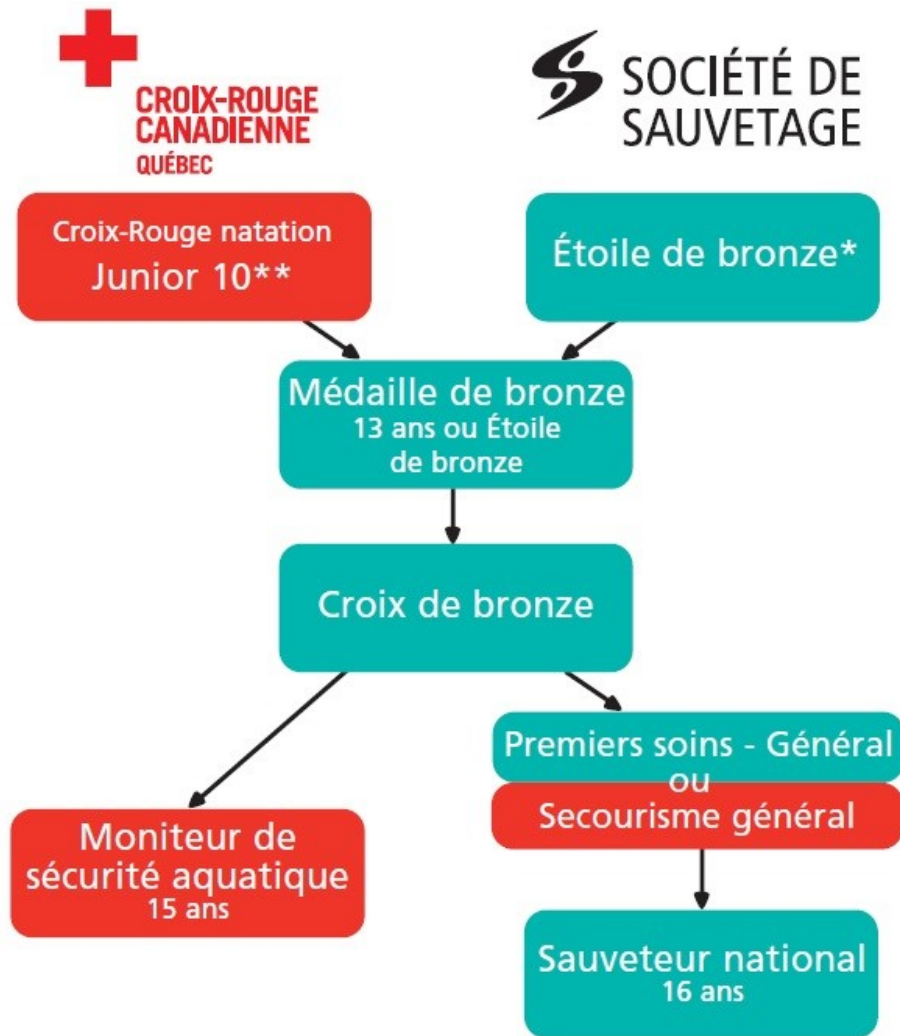 CROIX-ROUGE
CANADIENNE
QUÉBEC
SOCIÉTÉ DE
SAUVETAGE
Croix-Rouge natation
Junior 10**
Étoile de bronze*
Médaille de bronze
13 ans ou Étoile
de bronze
Croix de bronze
Premiers soins - Général
ou
Secourisme général
Moniteur de
sécurité aquatique
15 ans
Sauveteur national
16 ans